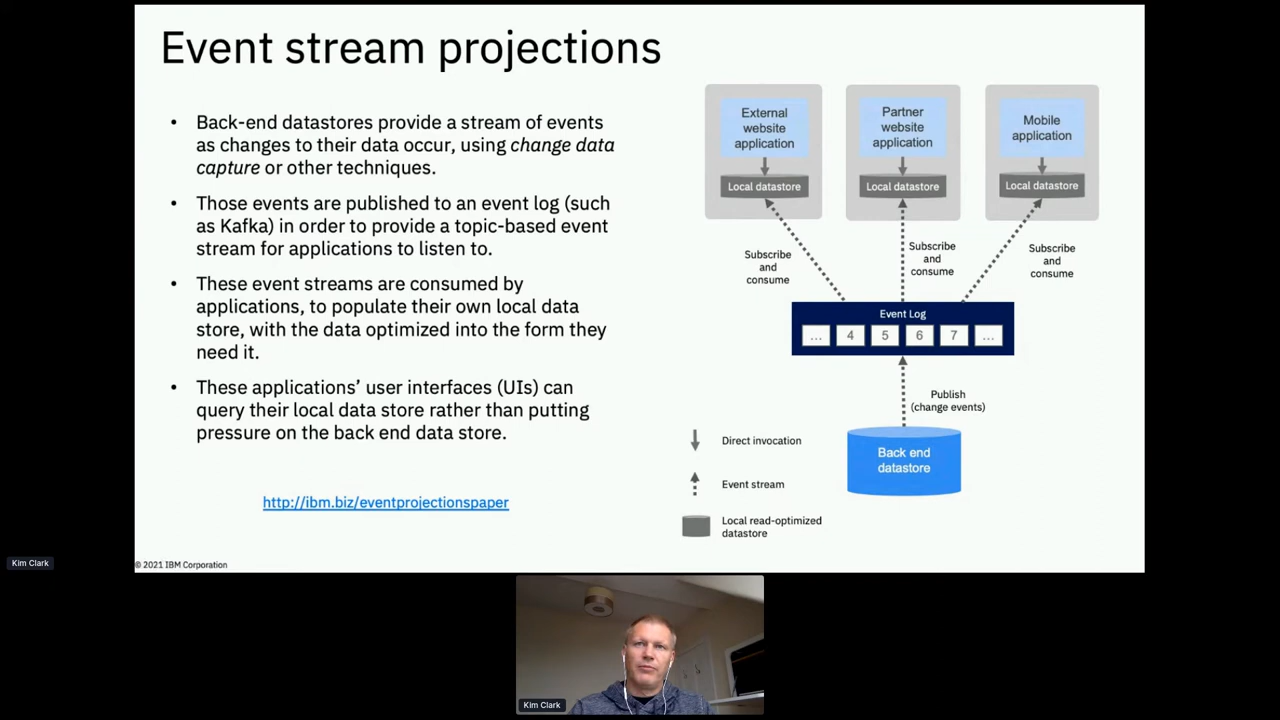 Event stream projections
• Back-end datastores provide a stream of events
as changes to their data occur, using change data
capture or other techniques.
• Those events are published to an event log (such
as Kafka) in order to provide a topic-based event
stream for applications to listen to.
• These event streams are consumed by
applications, to populate their own local data
store, with the data optimized into the form they
need it.
• These applications’ user interfaces (UIs) can
query their local data store rather than putting
pressure on the back end data store.
http://ibm.biz/eventprojectionspaper
External
website
application
Local datastore
Partner
website
application
Local datastore
Mobile
application
Local datastore
Subscribe
and
consume
Subscribe
and
consume
Subscribe
and
consume
Event Log
... 4 5 6 7 ...
Publish
(change events)
Back end
datastore
Direct invocation
Event stream
Local read-optimized
datastore
© 2021 IBM Corporation
Kim Clark
Kim Clark